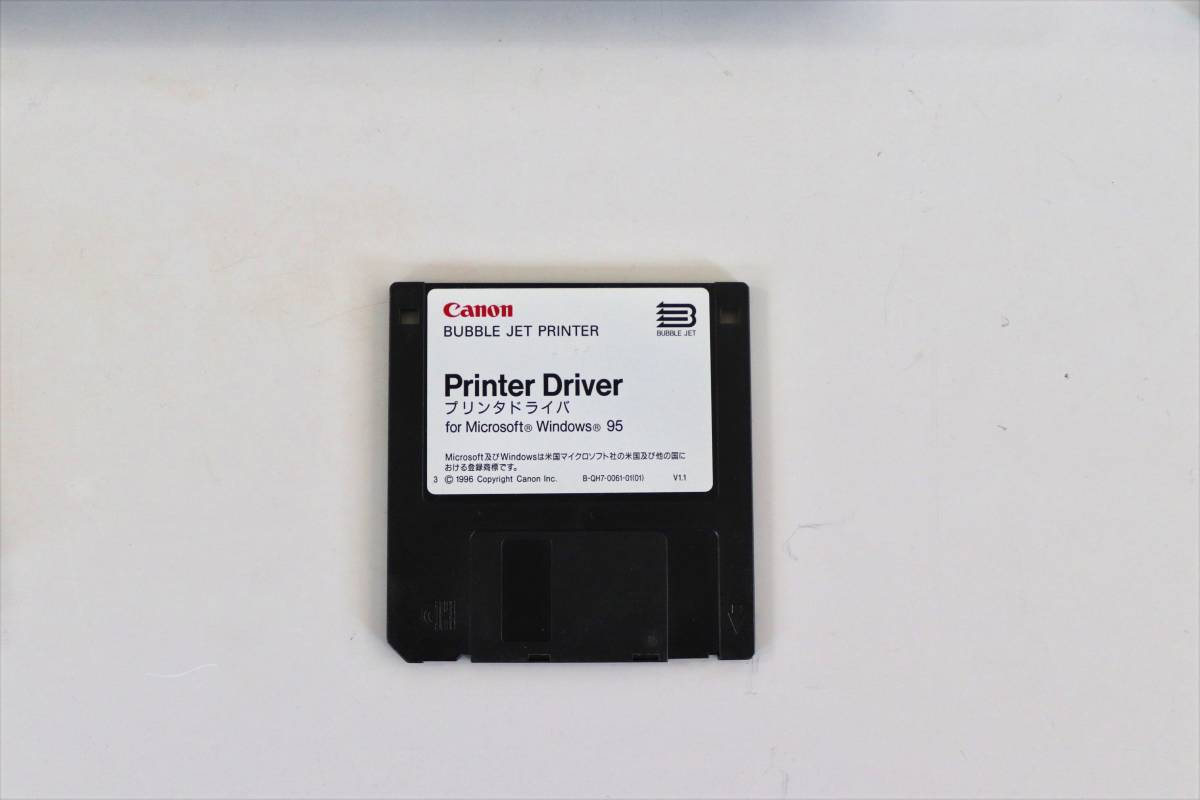 Canon
BUBBLE JET PRINTER
BUBBLE JET
Printer Driver
プリンタドライバ
for Microsoft® Windows® 95
Microsoft及びWindowsは米国マイクロソフト社の米国及び他の国に
おける登録商標です。
3 © 1996 Copyright Canon Inc. B-QH7-0061-01(01) V1.1